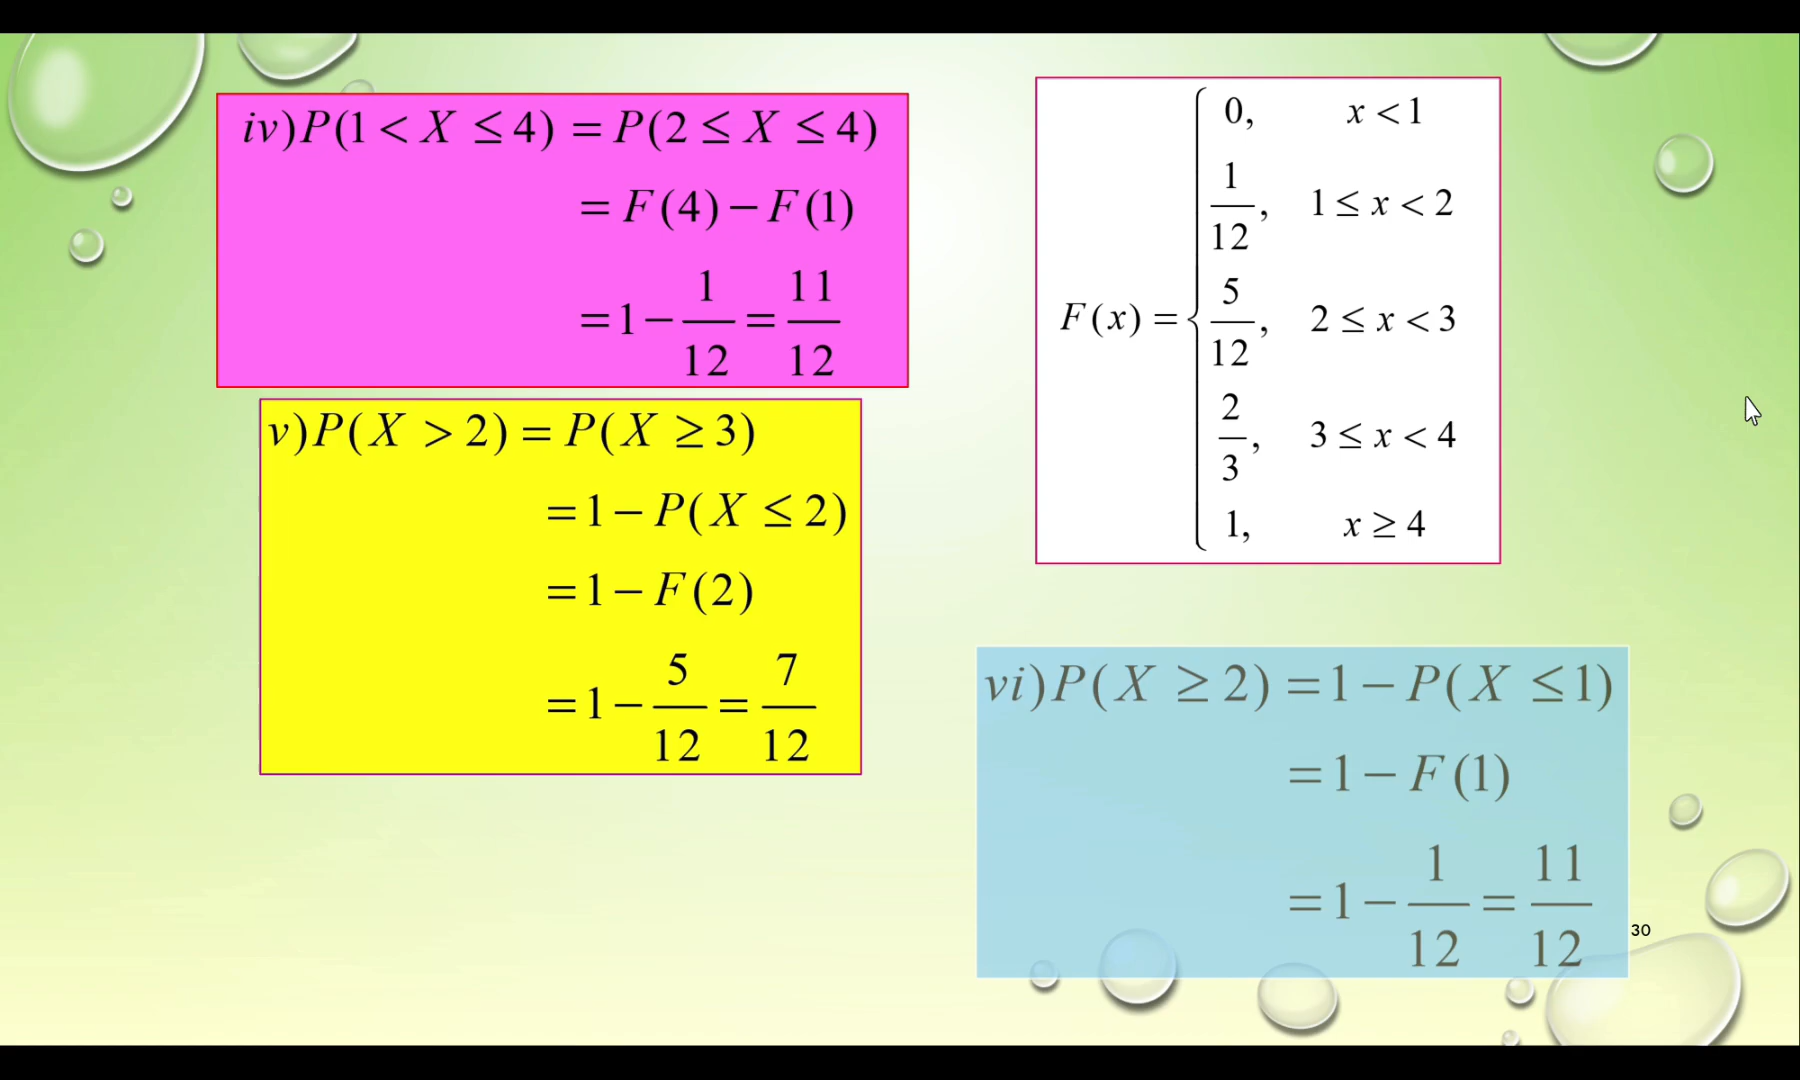 iv)P(1 < X ≤ 4) = P(2 ≤ X ≤ 4)
= F(4) − F(1)
= 1 − 1/12 = 11/12
v)P(X > 2) = P(X ≥ 3)
= 1 − P(X ≤ 2)
= 1 − F(2)
= 1 − 5/12 = 7/12
F(x) = { 0, x < 1
1/12, 1 ≤ x < 2
5/12, 2 ≤ x < 3
2/3, 3 ≤ x < 4
1, x ≥ 4
vi)P(X ≥ 2) = 1 − P(X ≤ 1)
= 1 − F(1)
= 1 − 1/12 = 11/12
30